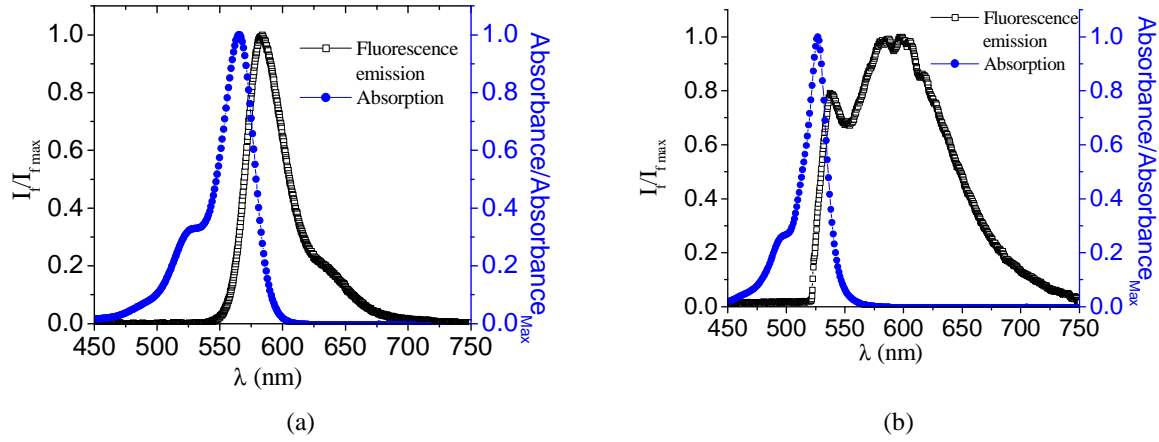 1.0
0.8
0.6
0.4
0.2
0.0
I_f/I_f max
450 500 550 600 650 700 750
λ (nm)
Fluorescence
emission
Absorption
1.0
0.8
0.6
0.4
0.2
0.0
Absorbance/Absorbance_Max
(a)
1.0
0.8
0.6
0.4
0.2
0.0
I_f/I_f max
450 500 550 600 650 700 750
λ (nm)
Fluorescence
emission
Absorption
1.0
0.8
0.6
0.4
0.2
0.0
Absorbance/Absorbance_Max
(b)